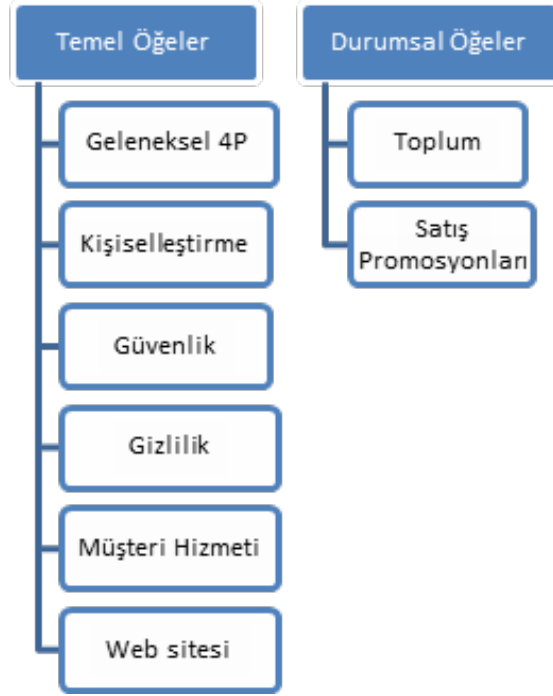 Temel Öğeler
Geleneksel 4P
Kişiselleştirme
Güvenlik
Gizlilik
Müşteri Hizmeti
Web sitesi
Durumsal Öğeler
Toplum
Satış
Promosyonları